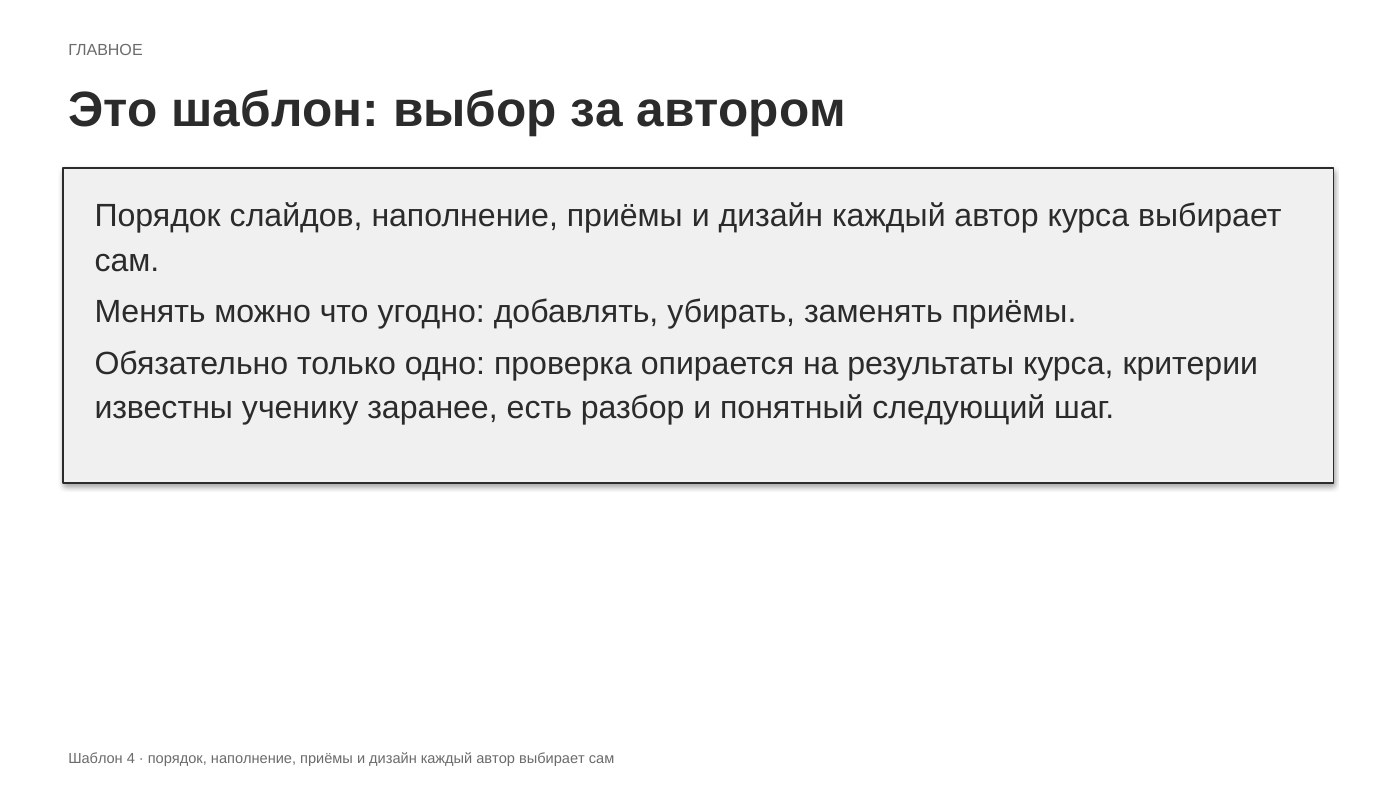 ГЛАВНОЕ
Это шаблон: выбор за автором
Порядок слайдов, наполнение, приёмы и дизайн каждый автор курса выбирает
сам.
Менять можно что угодно: добавлять, убирать, заменять приёмы.
Обязательно только одно: проверка опирается на результаты курса, критерии
известны ученику заранее, есть разбор и понятный следующий шаг.
Шаблон 4 · порядок, наполнение, приёмы и дизайн каждый автор выбирает сам